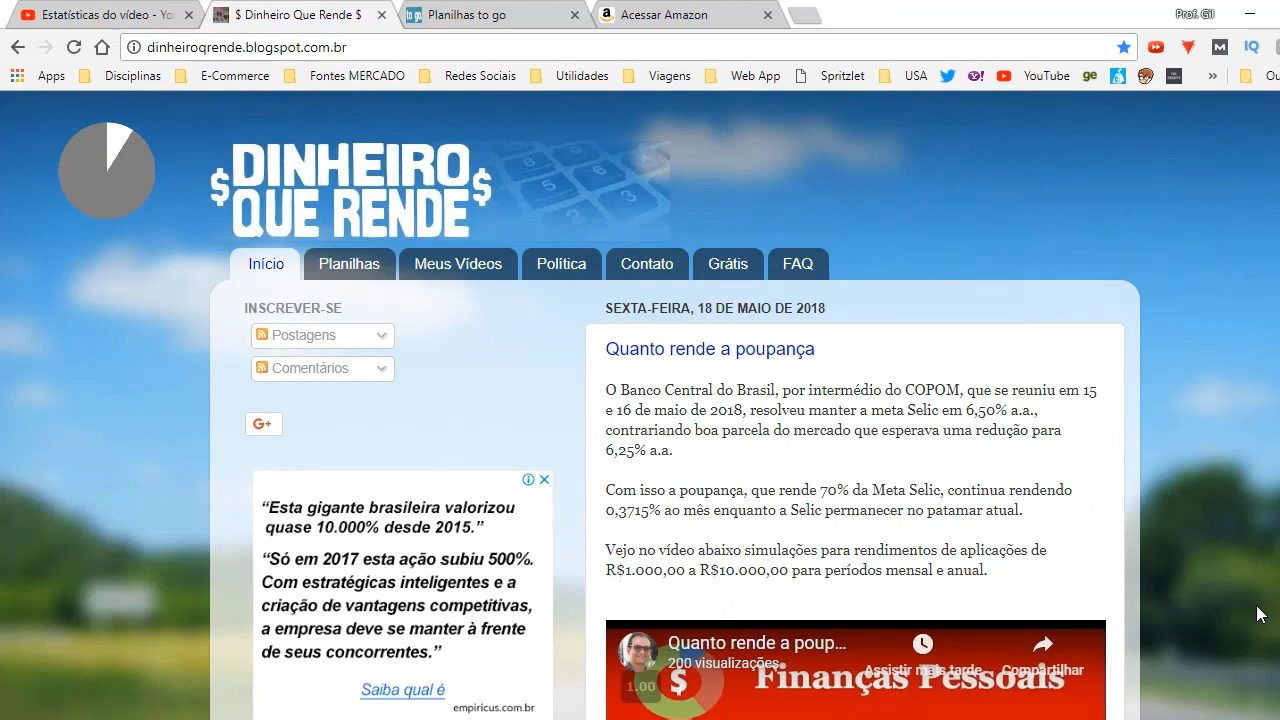 Estatísticas do vídeo - Yo
$ Dinheiro Que Rende $
Planilhas to go
Acessar Amazon
Prof. Gil
dinheiroqrende.blogspot.com.br
Apps
Disciplinas
E-Commerce
Fontes MERCADO
Redes Sociais
Utilidades
Viagens
Web App
Spritzlet
USA
YouTube
»
$DINHEIRO$
QUE RENDE
Início
Planilhas
Meus Vídeos
Política
Contato
Grátis
FAQ
INSCREVER-SE
Postagens
Comentários
G+
“Esta gigante brasileira valorizou
quase 10.000% desde 2015.”
“Só em 2017 esta ação subiu 500%.
Com estratégicas inteligentes e a
criação de vantagens competitivas,
a empresa deve se manter à frente
de seus concorrentes.”
Saiba qual é
empiricus.com.br
SEXTA-FEIRA, 18 DE MAIO DE 2018
Quanto rende a poupança
O Banco Central do Brasil, por intermédio do COPOM, que se reuniu em 15
e 16 de maio de 2018, resolveu manter a meta Selic em 6,50% a.a.,
contrariando boa parcela do mercado que esperava uma redução para
6,25% a.a.
Com isso a poupança, que rende 70% da Meta Selic, continua rendendo
0,3715% ao mês enquanto a Selic permanecer no patamar atual.
Vejo no vídeo abaixo simulações para rendimentos de aplicações de
R$1.000,00 a R$10.000,00 para períodos mensal e anual.
Quanto rende a poup...
200 visualizações
Assistir mais tarde
Compartilhar
1.00
$
Finanças Pessoais